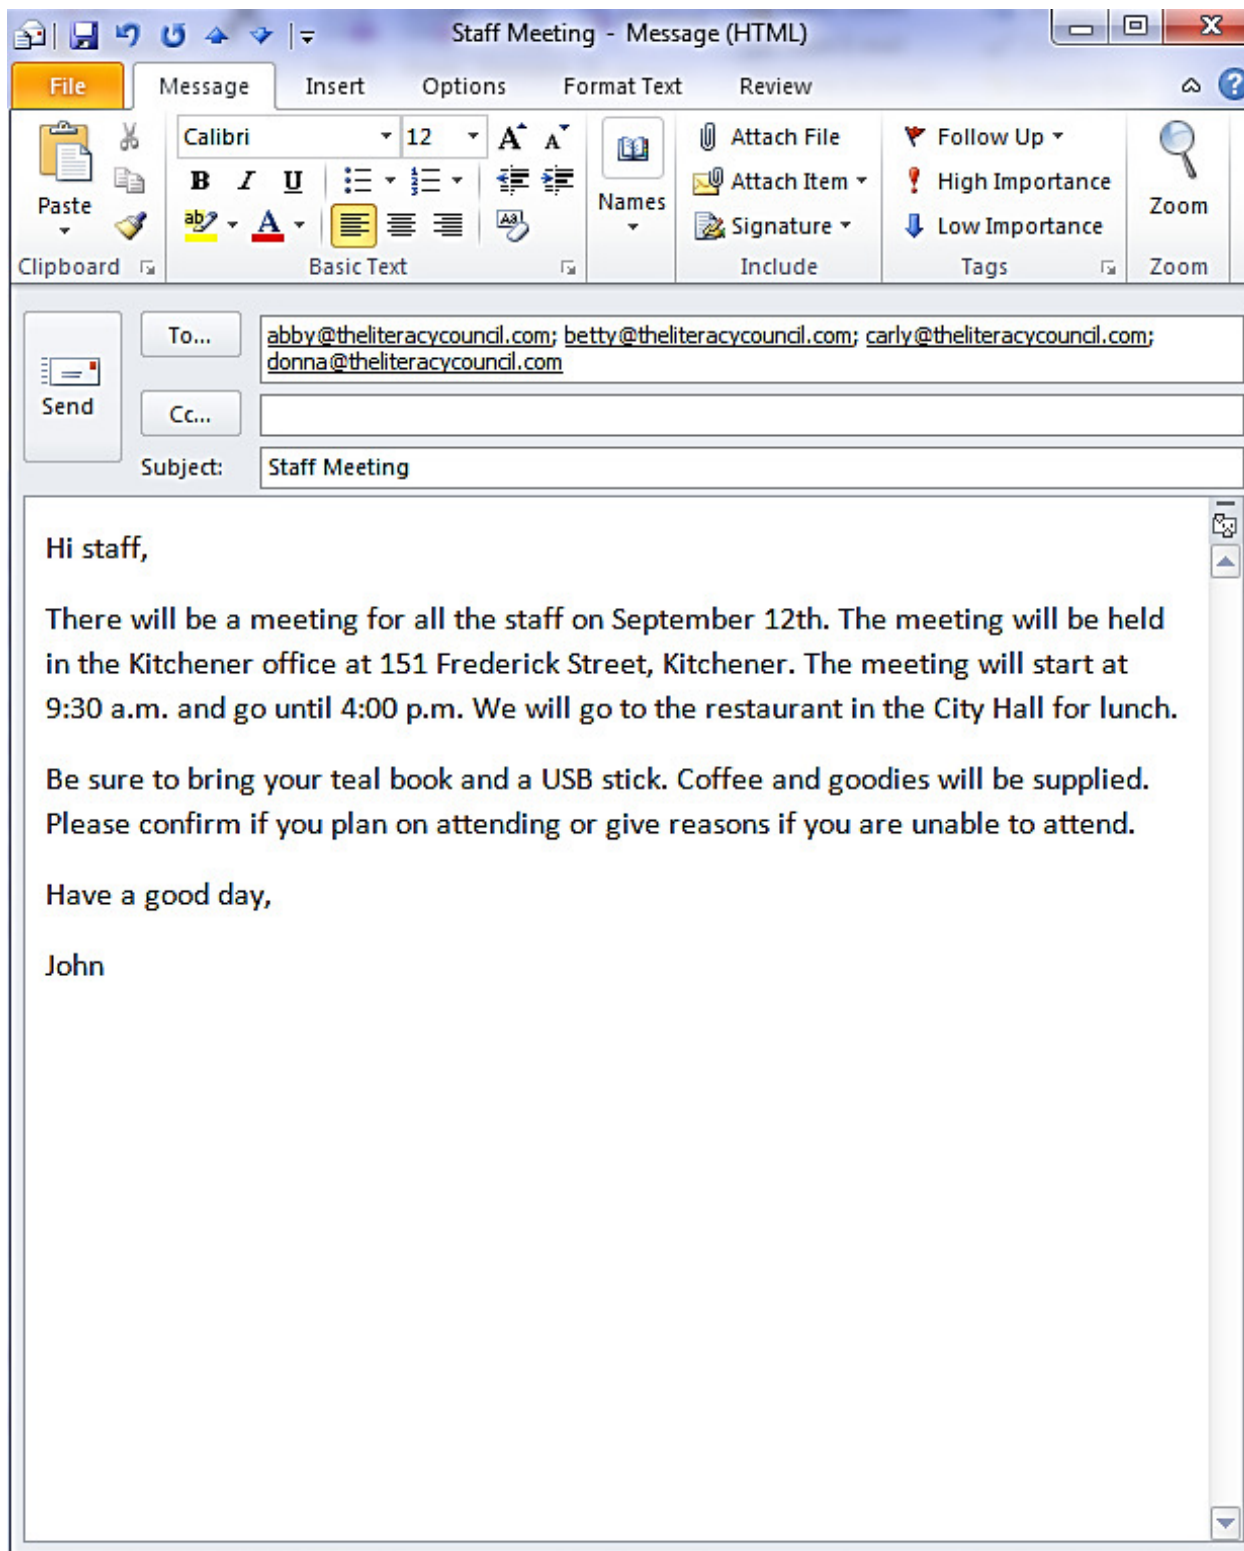 Staff Meeting - Message (HTML)
File Message Insert Options Format Text Review
Calibri 12 A A Attach File Follow Up
B I U Attach Item High Importance
Paste ab A Aa Names Signature Low Importance Zoom
Clipboard Basic Text Include Tags Zoom
To... abby@theliteracycouncil.com; betty@theliteracycouncil.com; carly@theliteracycouncil.com;
donna@theliteracycouncil.com
Send Cc...
Subject: Staff Meeting
Hi staff,
There will be a meeting for all the staff on September 12th. The meeting will be held
in the Kitchener office at 151 Frederick Street, Kitchener. The meeting will start at
9:30 a.m. and go until 4:00 p.m. We will go to the restaurant in the City Hall for lunch.
Be sure to bring your teal book and a USB stick. Coffee and goodies will be supplied.
Please confirm if you plan on attending or give reasons if you are unable to attend.
Have a good day,
John